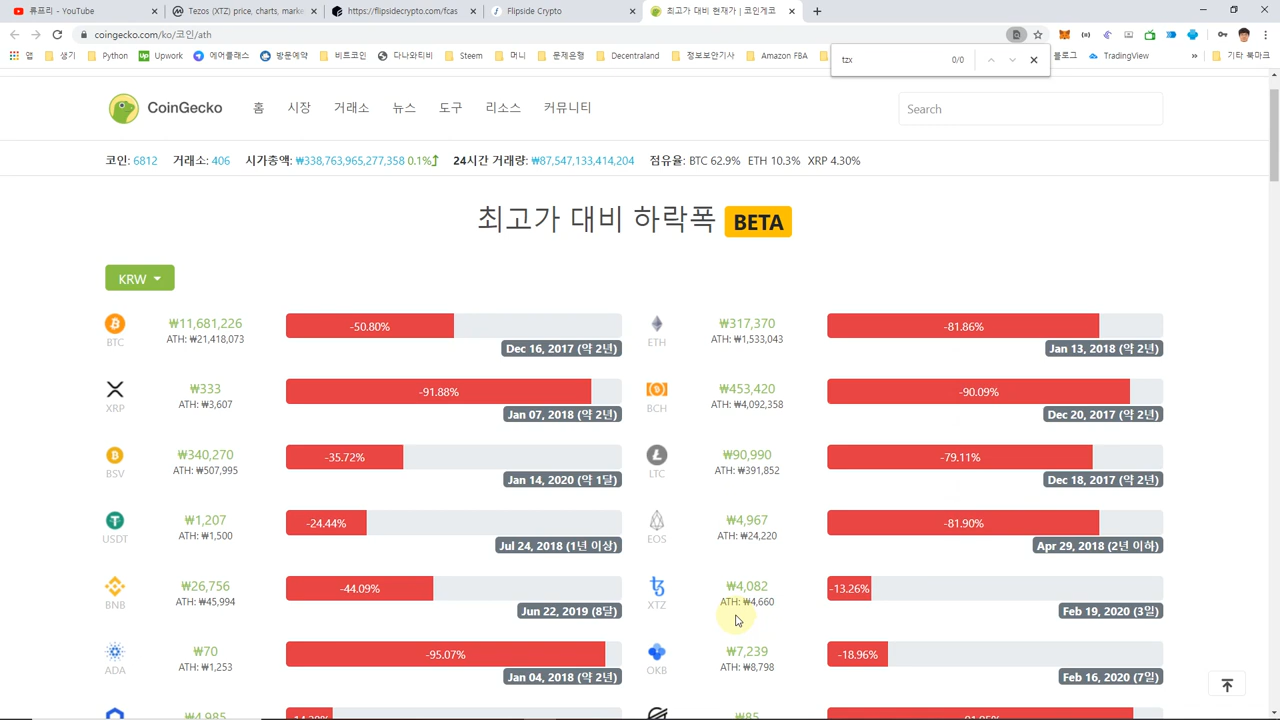 류프리 - YouTube
Tezos (XTZ) price, charts, marke
https://flipsidecrypto.com/fcas
Flipside Crypto
최고가 대비 현재가 | 코인게코
coingecko.com/ko/코인/ath
앱
생기
Python
Upwork
에어클래스
방문예약
비트코인
다나와티비
Steem
머니
문제은행
Decentraland
정보보안기사
Amazon FBA
블로그
TradingView
»
기타 북마크
tzx
0/0
CoinGecko
홈
시장
거래소
뉴스
도구
리소스
커뮤니티
Search
코인: 6812
거래소: 406
시가총액: ₩338,763,965,277,358 0.1%
24시간 거래량: ₩87,547,133,414,204
점유율: BTC 62.9% ETH 10.3% XRP 4.30%
최고가 대비 하락폭 BETA
KRW
BTC
₩11,681,226
ATH: ₩21,418,073
-50.80%
Dec 16, 2017 (약 2년)
ETH
₩317,370
ATH: ₩1,533,043
-81.86%
Jan 13, 2018 (약 2년)
XRP
₩333
ATH: ₩3,607
-91.88%
Jan 07, 2018 (약 2년)
BCH
₩453,420
ATH: ₩4,092,358
-90.09%
Dec 20, 2017 (약 2년)
BSV
₩340,270
ATH: ₩507,995
-35.72%
Jan 14, 2020 (약 1달)
LTC
₩90,990
ATH: ₩391,852
-79.11%
Dec 18, 2017 (약 2년)
USDT
₩1,207
ATH: ₩1,500
-24.44%
Jul 24, 2018 (1년 이상)
EOS
₩4,967
ATH: ₩24,220
-81.90%
Apr 29, 2018 (2년 이하)
BNB
₩26,756
ATH: ₩45,994
-44.09%
Jun 22, 2019 (8달)
XTZ
₩4,082
ATH: ₩4,660
-13.26%
Feb 19, 2020 (3일)
ADA
₩70
ATH: ₩1,253
-95.07%
Jan 04, 2018 (약 2년)
OKB
₩7,239
ATH: ₩8,798
-18.96%
Feb 16, 2020 (7일)
₩4,985
₩85